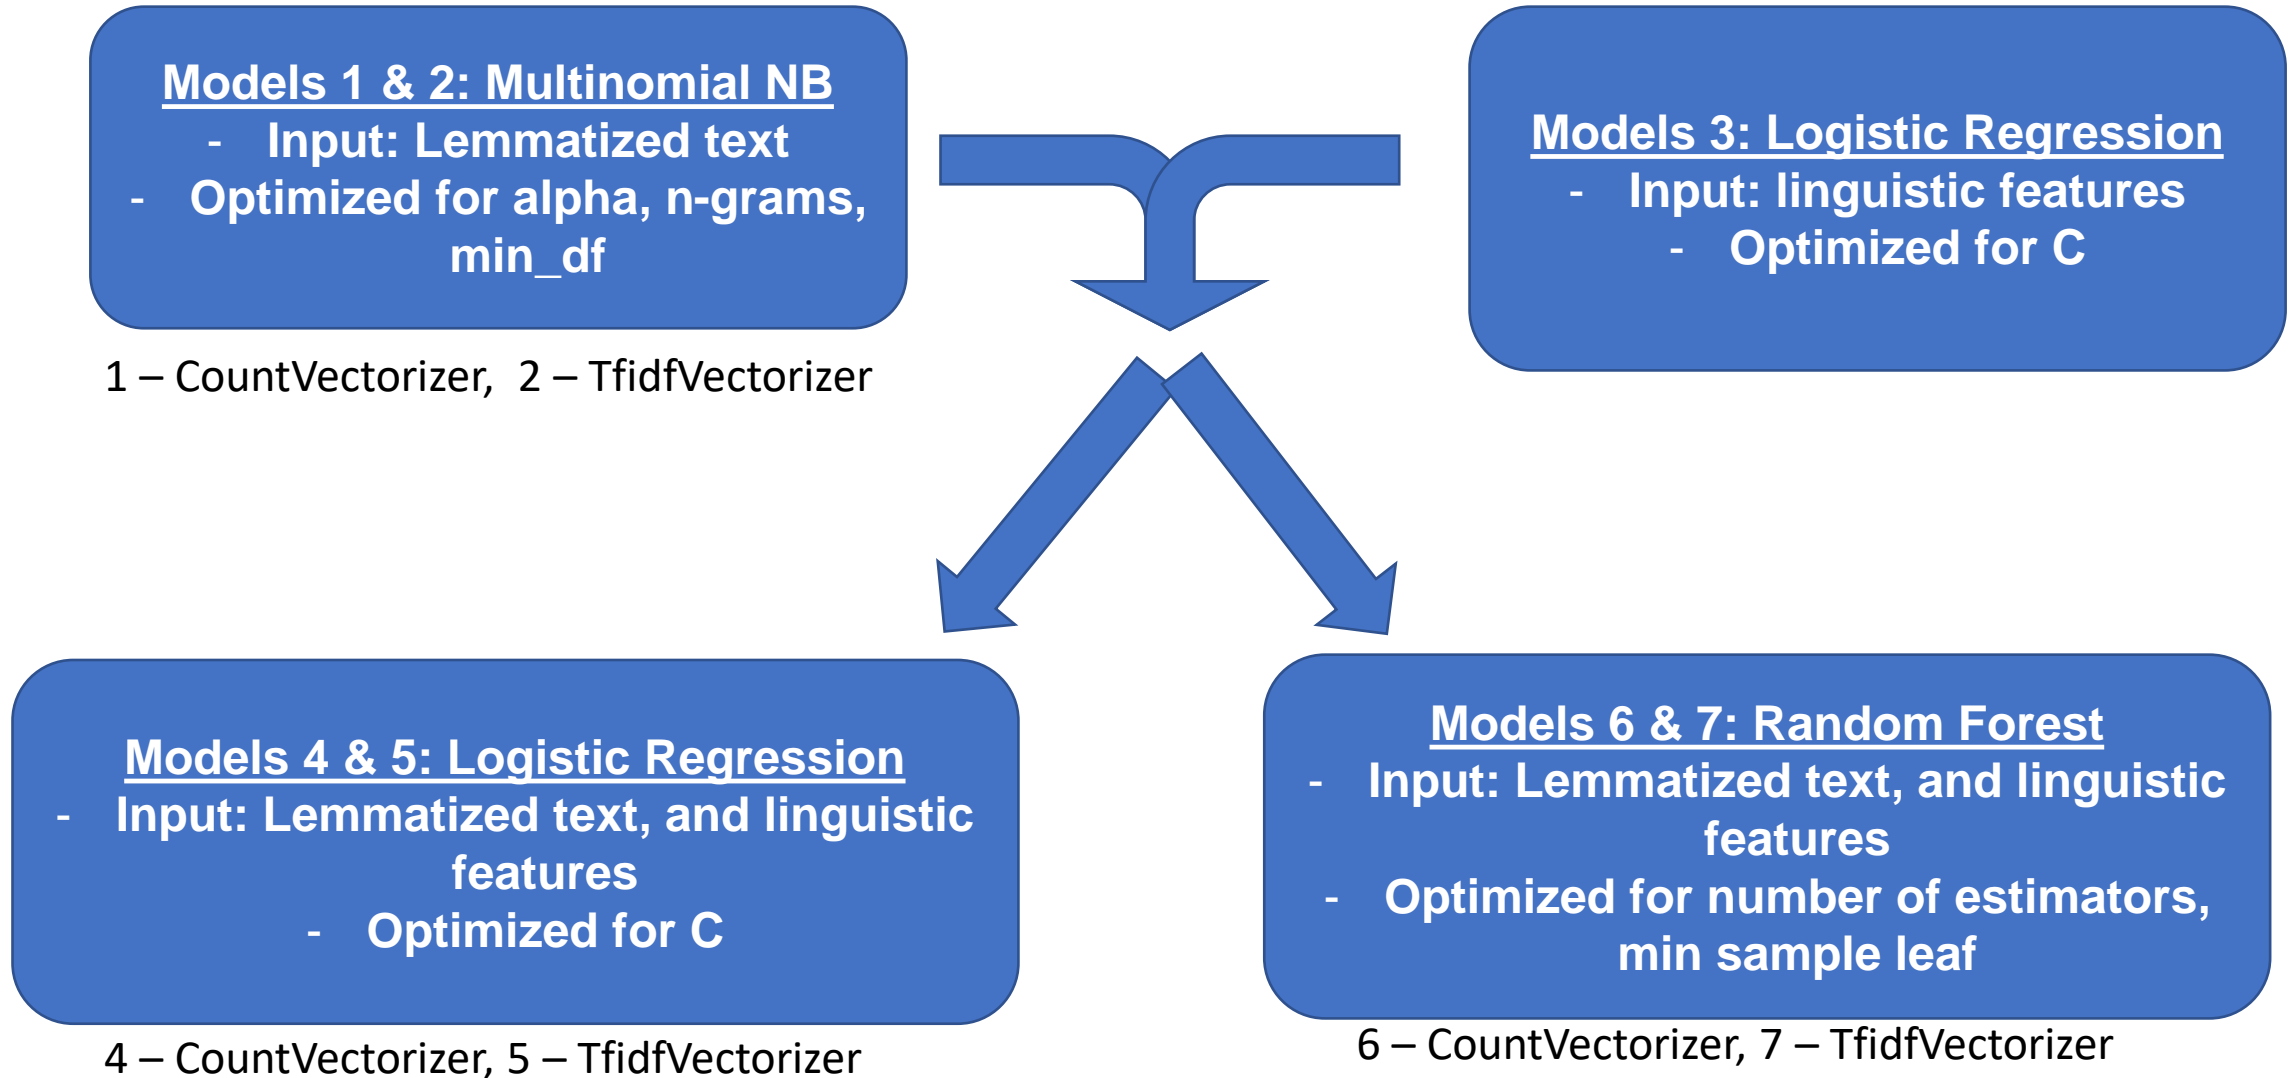 Models 1 & 2: Multinomial NB
- Input: Lemmatized text
- Optimized for alpha, n-grams,
min_df
1 – CountVectorizer, 2 – TfidfVectorizer
Models 3: Logistic Regression
- Input: linguistic features
- Optimized for C
Models 4 & 5: Logistic Regression
- Input: Lemmatized text, and linguistic
features
- Optimized for C
4 – CountVectorizer, 5 – TfidfVectorizer
Models 6 & 7: Random Forest
- Input: Lemmatized text, and linguistic
features
- Optimized for number of estimators,
min sample leaf
6 – CountVectorizer, 7 – TfidfVectorizer